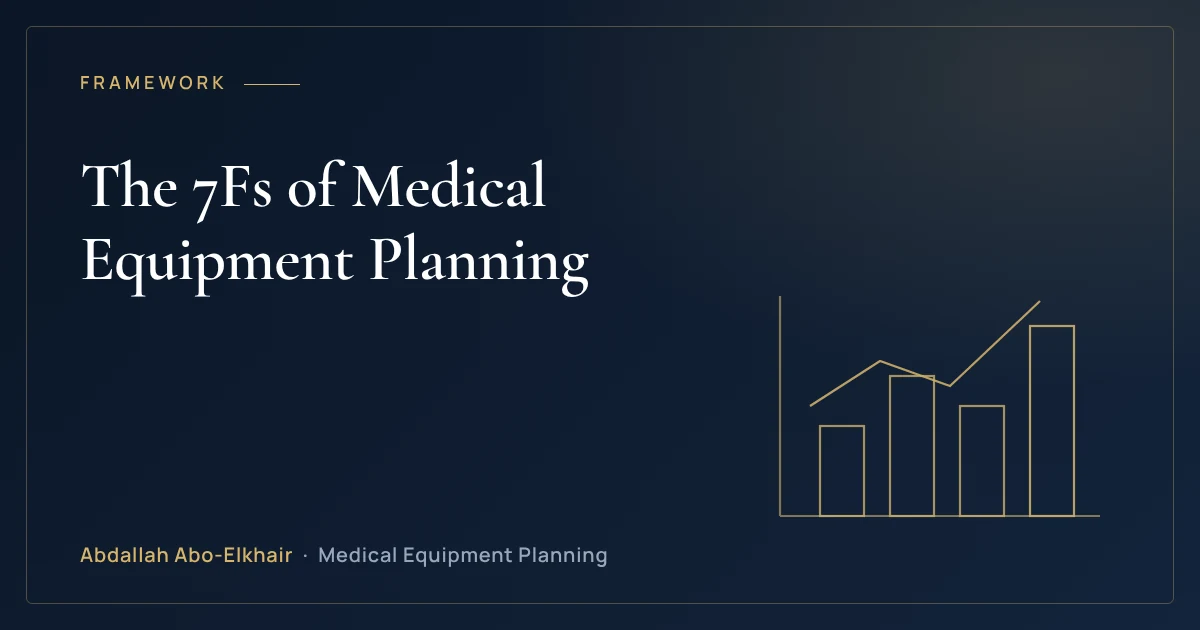 FRAMEWORK
The 7Fs of Medical
Equipment Planning
Abdallah Abo-Elkhair · Medical Equipment Planning